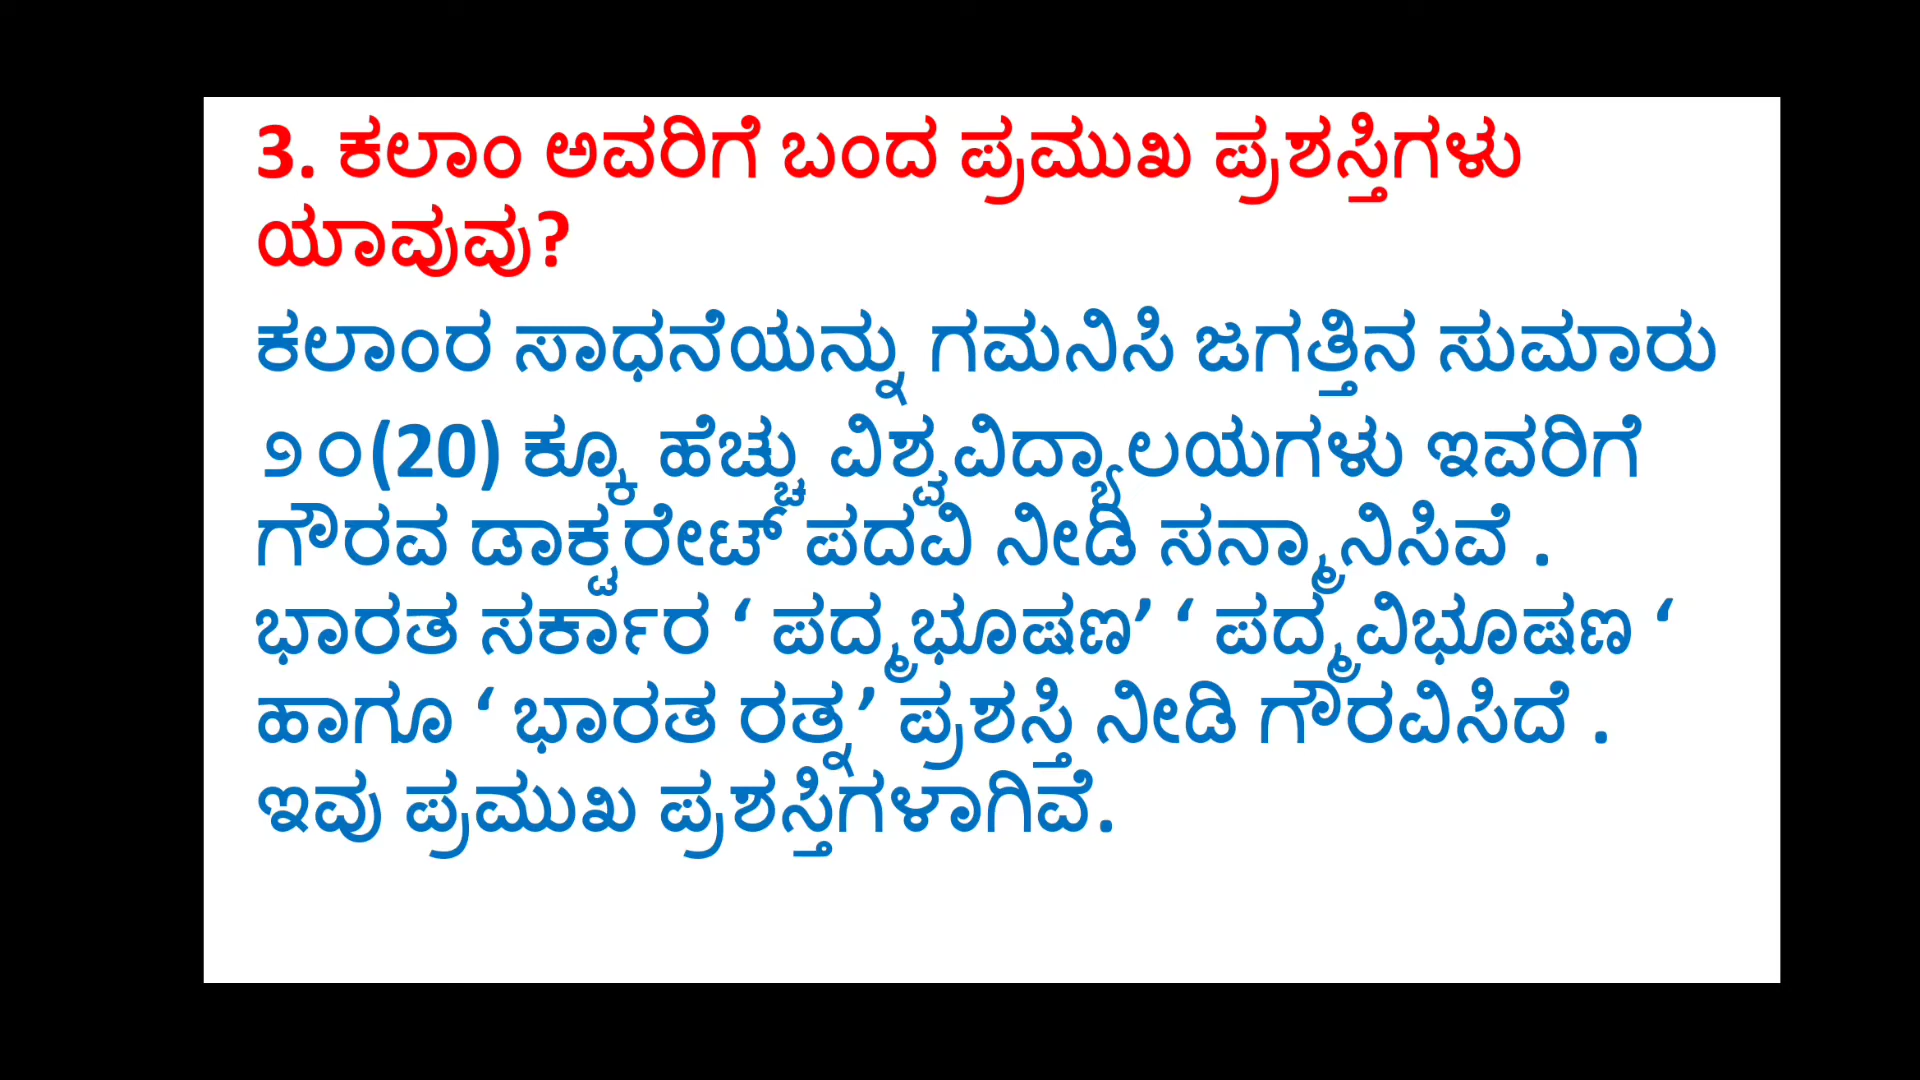 3. ಕಲಾಂ ಅವರಿಗೆ ಬಂದ ಪ್ರಮುಖ ಪ್ರಶಸ್ತಿಗಳು
ಯಾವುವು?
ಕಲಾಂರ ಸಾಧನೆಯನ್ನು ಗಮನಿಸಿ ಜಗತ್ತಿನ ಸುಮಾರು
೨೦(20) ಕ್ಕೂ ಹೆಚ್ಚು ವಿಶ್ವವಿದ್ಯಾಲಯಗಳು ಇವರಿಗೆ
ಗೌರವ ಡಾಕ್ಟರೇಟ್ ಪದವಿ ನೀಡಿ ಸನ್ಮಾನಿಸಿವೆ .
ಭಾರತ ಸರ್ಕಾರ ‘ ಪದ್ಮಭೂಷಣ’ ‘ ಪದ್ಮವಿಭೂಷಣ ‘
ಹಾಗೂ ‘ ಭಾರತ ರತ್ನ’ ಪ್ರಶಸ್ತಿ ನೀಡಿ ಗೌರವಿಸಿದೆ .
ಇವು ಪ್ರಮುಖ ಪ್ರಶಸ್ತಿಗಳಾಗಿವೆ.